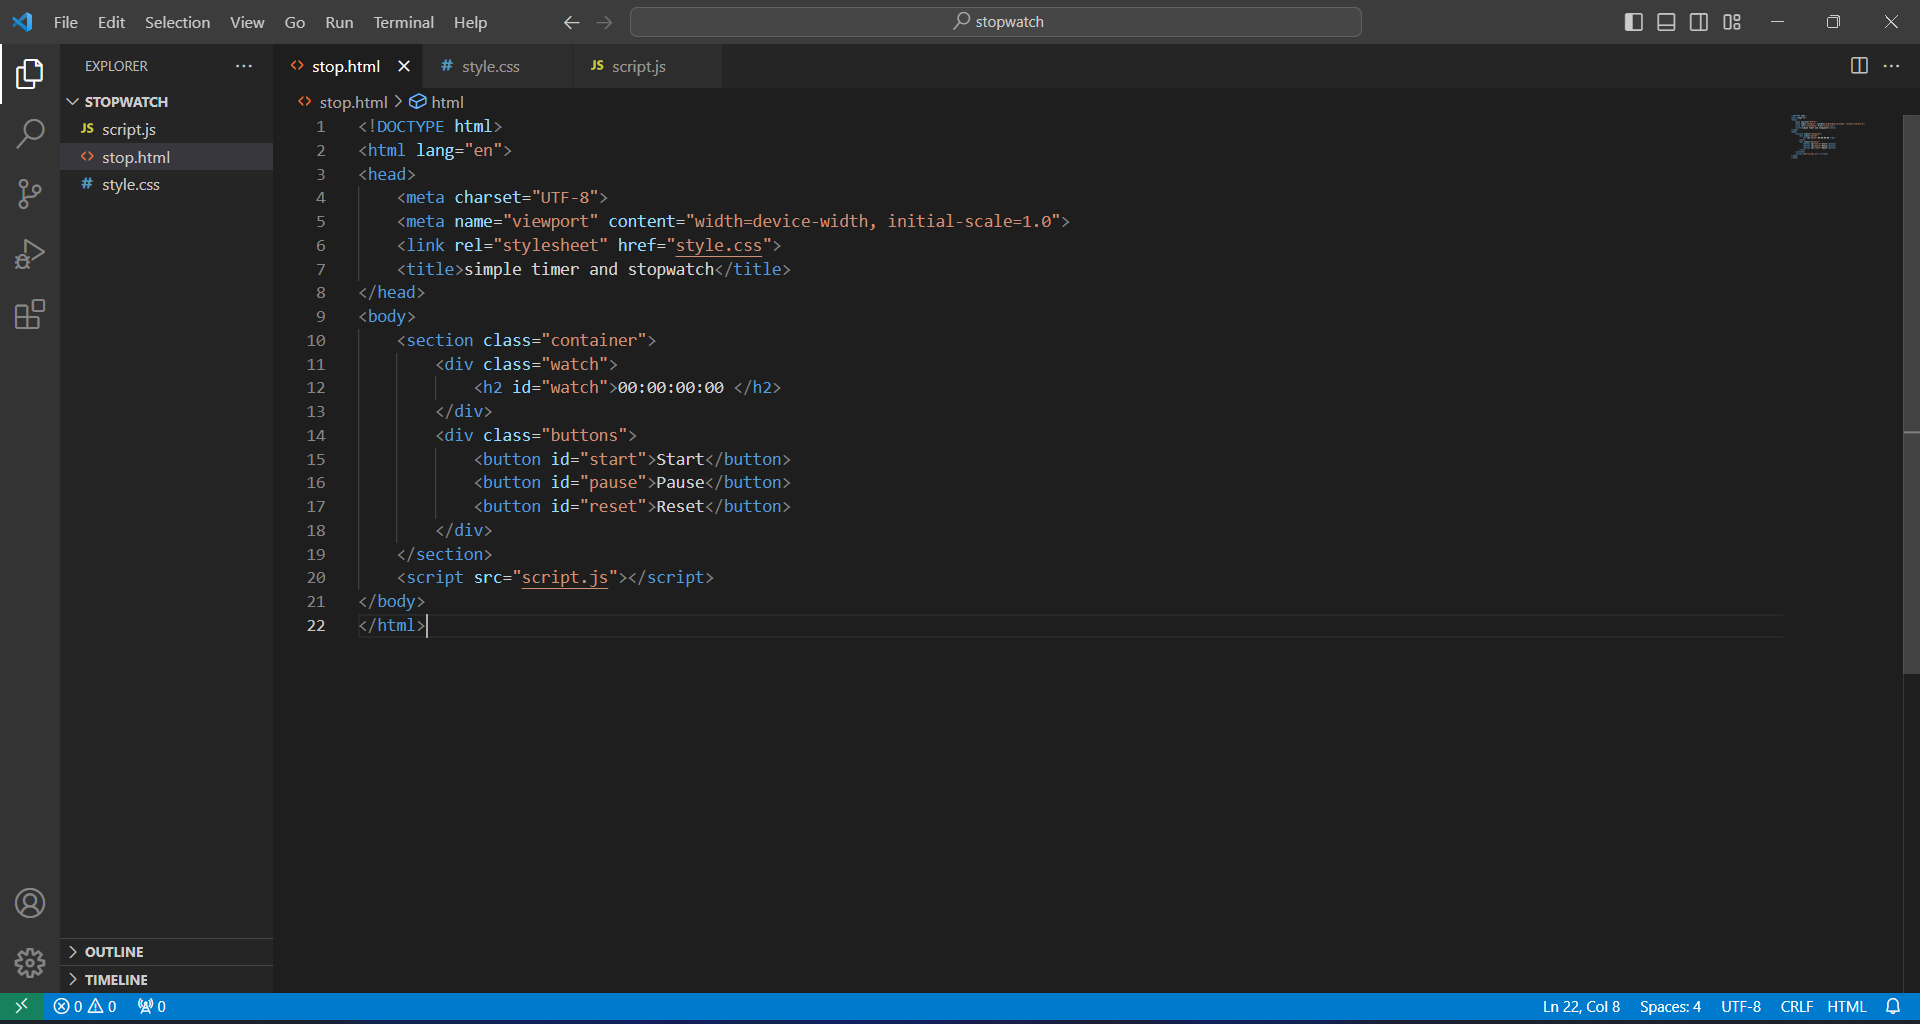 File Edit Selection View Go Run Terminal Help stopwatch
EXPLORER
STOPWATCH
JS script.js
<> stop.html
# style.css
OUTLINE
TIMELINE
<> stop.html # style.css JS script.js
<> stop.html > html
1 <!DOCTYPE html>
2 <html lang="en">
3 <head>
4     <meta charset="UTF-8">
5     <meta name="viewport" content="width=device-width, initial-scale=1.0">
6     <link rel="stylesheet" href="style.css">
7     <title>simple timer and stopwatch</title>
8 </head>
9 <body>
10     <section class="container">
11         <div class="watch">
12             <h2 id="watch">00:00:00:00 </h2>
13         </div>
14         <div class="buttons">
15             <button id="start">Start</button>
16             <button id="pause">Pause</button>
17             <button id="reset">Reset</button>
18         </div>
19     </section>
20     <script src="script.js"></script>
21 </body>
22 </html>
0 0 0 Ln 22, Col 8 Spaces: 4 UTF-8 CRLF HTML